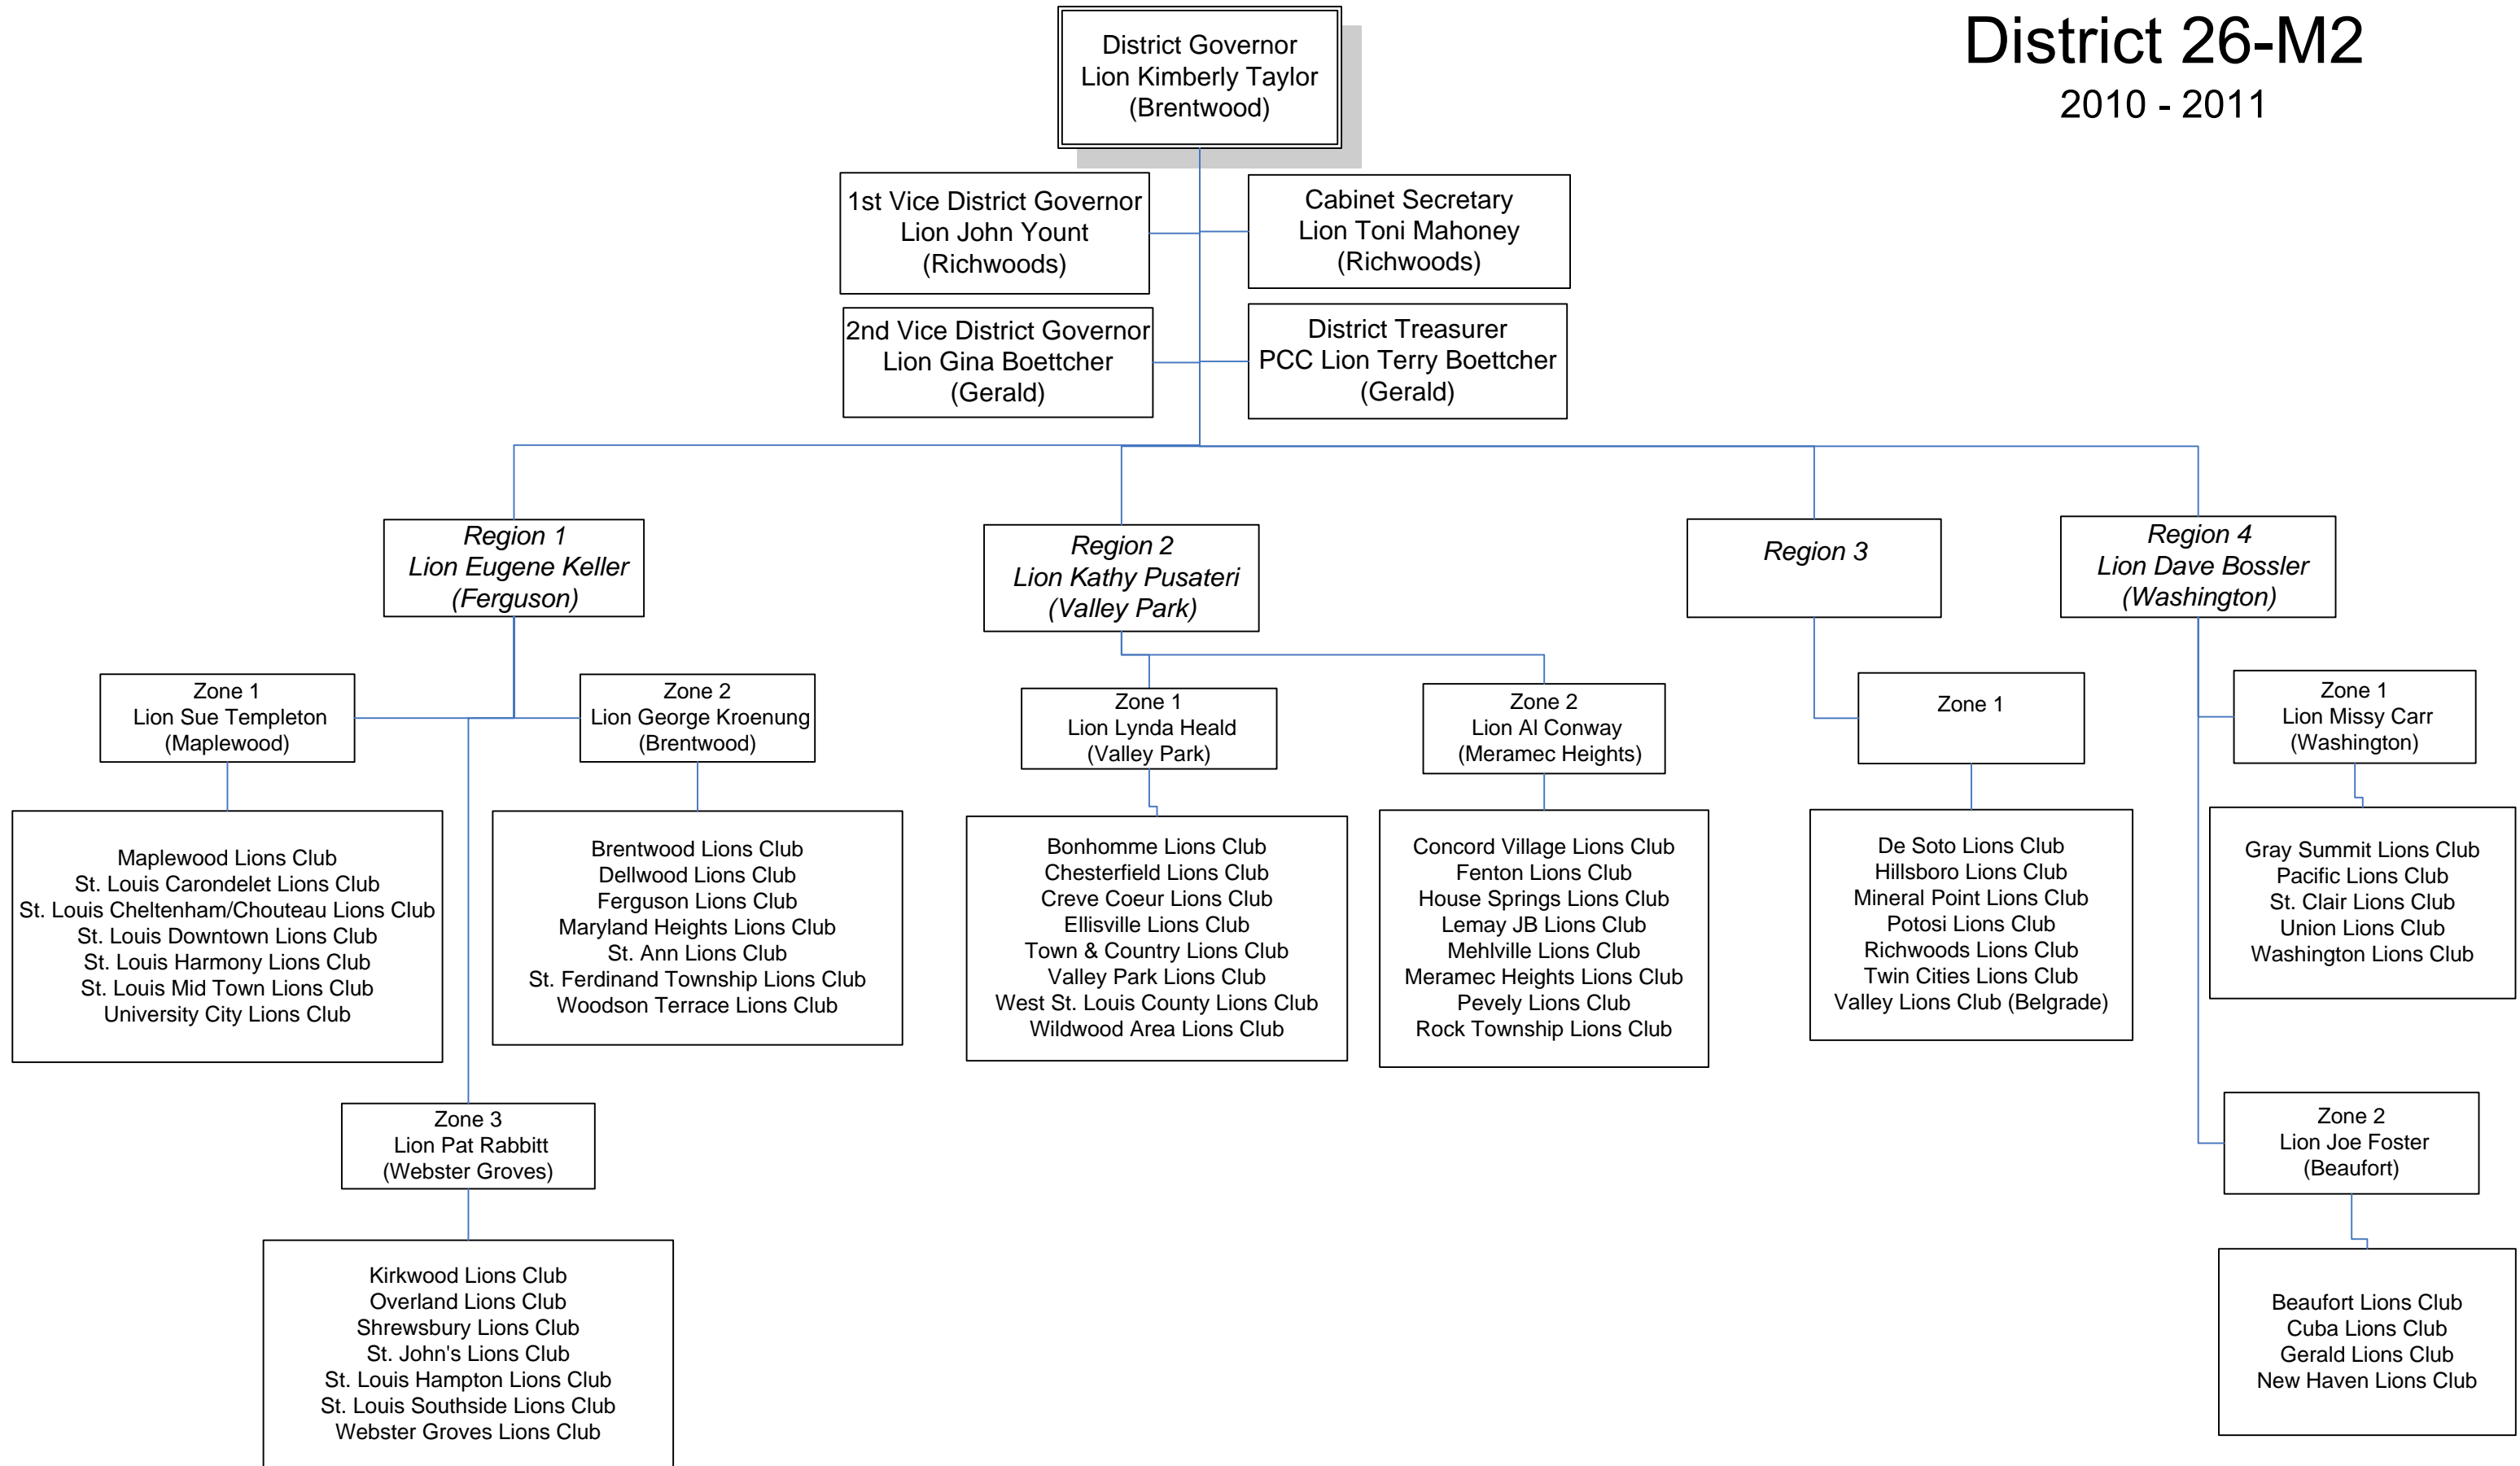 District 26-M2
2010 - 2011
District Governor
Lion Kimberly Taylor
(Brentwood)
1st Vice District Governor
Lion John Yount
(Richwoods)
Cabinet Secretary
Lion Toni Mahoney
(Richwoods)
2nd Vice District Governor
Lion Gina Boettcher
(Gerald)
District Treasurer
PCC Lion Terry Boettcher
(Gerald)
Region 1
Lion Eugene Keller
(Ferguson)
Region 2
Lion Kathy Pusateri
(Valley Park)
Region 3
Region 4
Lion Dave Bossler
(Washington)
Zone 1
Lion Sue Templeton
(Maplewood)
Zone 2
Lion George Kroenung
(Brentwood)
Zone 1
Lion Lynda Heald
(Valley Park)
Zone 2
Lion Al Conway
(Meramec Heights)
Zone 1
Zone 1
Lion Missy Carr
(Washington)
Maplewood Lions Club
St. Louis Carondelet Lions Club
St. Louis Cheltenham/Chouteau Lions Club
St. Louis Downtown Lions Club
St. Louis Harmony Lions Club
St. Louis Mid Town Lions Club
University City Lions Club
Brentwood Lions Club
Dellwood Lions Club
Ferguson Lions Club
Maryland Heights Lions Club
St. Ann Lions Club
St. Ferdinand Township Lions Club
Woodson Terrace Lions Club
Bonhomme Lions Club
Chesterfield Lions Club
Creve Coeur Lions Club
Ellisville Lions Club
Town & Country Lions Club
Valley Park Lions Club
West St. Louis County Lions Club
Wildwood Area Lions Club
Concord Village Lions Club
Fenton Lions Club
House Springs Lions Club
Lemay JB Lions Club
Mehlville Lions Club
Meramec Heights Lions Club
Pevely Lions Club
Rock Township Lions Club
De Soto Lions Club
Hillsboro Lions Club
Mineral Point Lions Club
Potosi Lions Club
Richwoods Lions Club
Twin Cities Lions Club
Valley Lions Club (Belgrade)
Gray Summit Lions Club
Pacific Lions Club
St. Clair Lions Club
Union Lions Club
Washington Lions Club
Zone 3
Lion Pat Rabbitt
(Webster Groves)
Zone 2
Lion Joe Foster
(Beaufort)
Kirkwood Lions Club
Overland Lions Club
Shrewsbury Lions Club
St. John's Lions Club
St. Louis Hampton Lions Club
St. Louis Southside Lions Club
Webster Groves Lions Club
Beaufort Lions Club
Cuba Lions Club
Gerald Lions Club
New Haven Lions Club